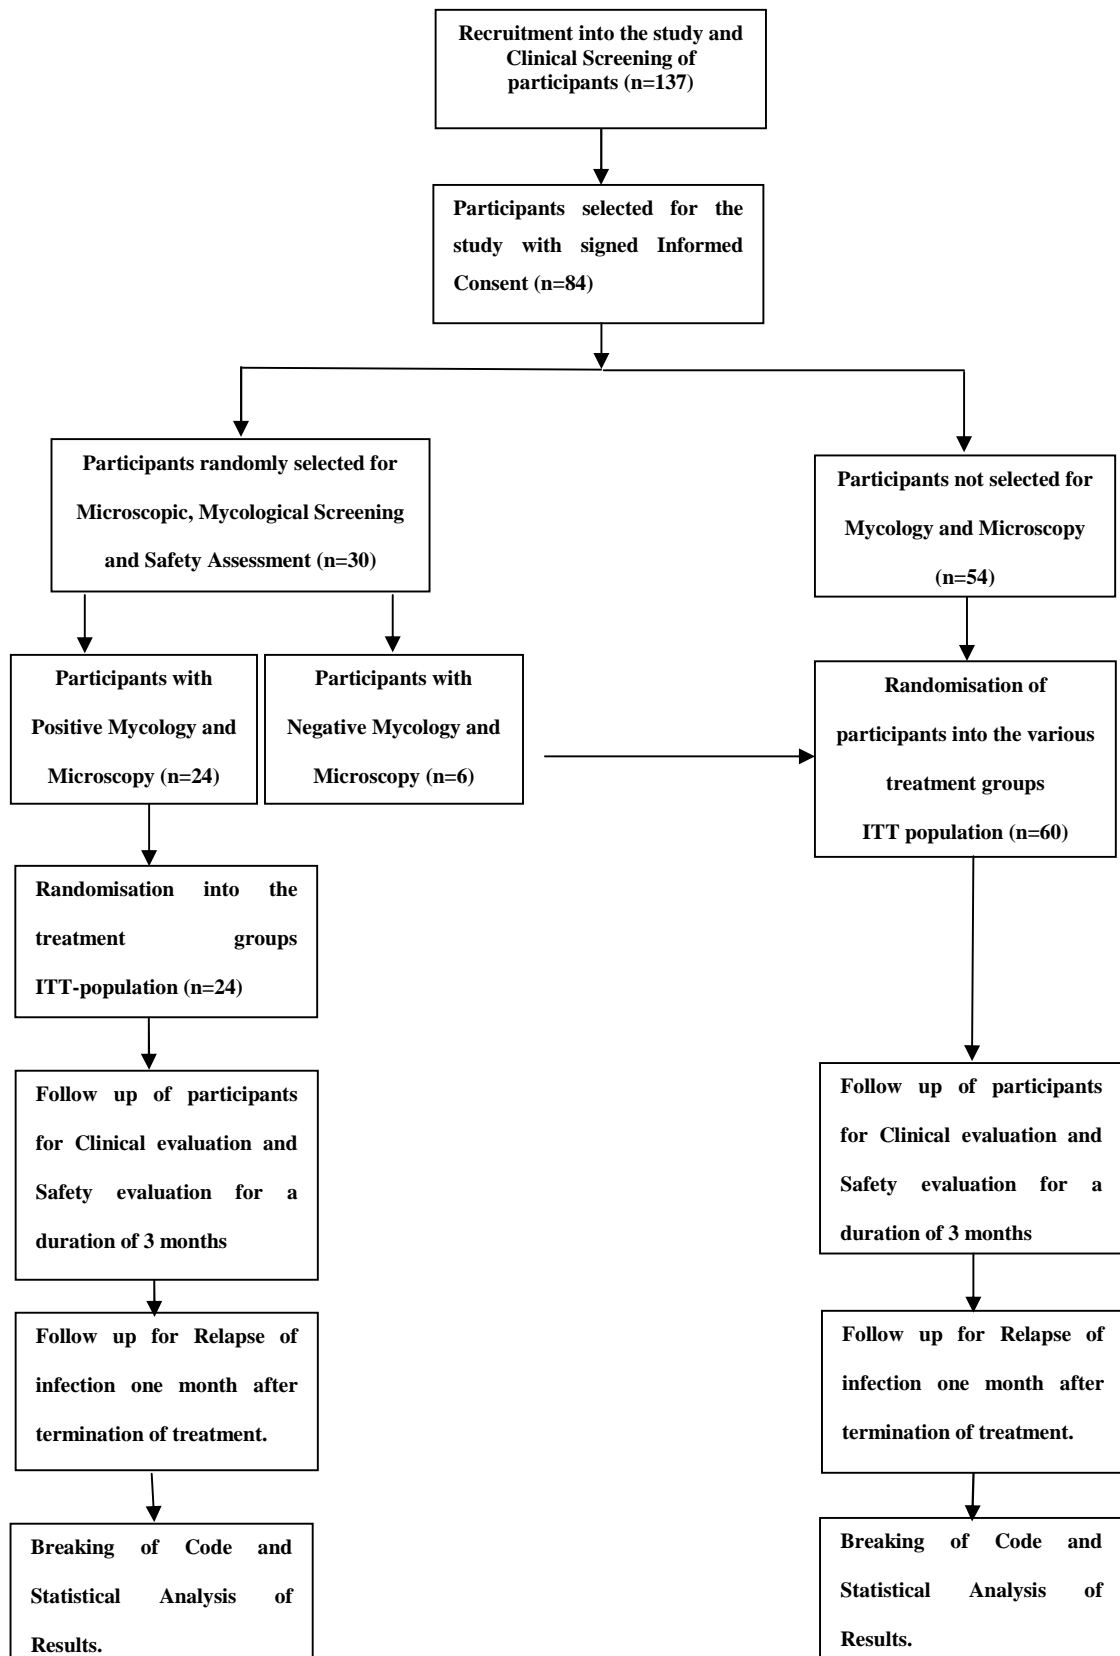 Recruitment into the study and
Clinical Screening of
participants (n=137)
Participants selected for the
study with signed Informed
Consent (n=84)
Participants randomly selected for
Microscopic, Mycological Screening
and Safety Assessment (n=30)
Participants not selected for
Mycology and Microscopy
(n=54)
Participants with
Positive Mycology and
Microscopy (n=24)
Participants with
Negative Mycology and
Microscopy (n=6)
Randomisation of
participants into the various
treatment groups
ITT population (n=60)
Randomisation into the
treatment groups
ITT-population (n=24)
Follow up of participants
for Clinical evaluation and
Safety evaluation for a
duration of 3 months
Follow up of participants
for Clinical evaluation and
Safety evaluation for a
duration of 3 months
Follow up for Relapse of
infection one month after
termination of treatment.
Follow up for Relapse of
infection one month after
termination of treatment.
Breaking of Code and
Statistical Analysis of
Results.
Breaking of Code and
Statistical Analysis of
Results.